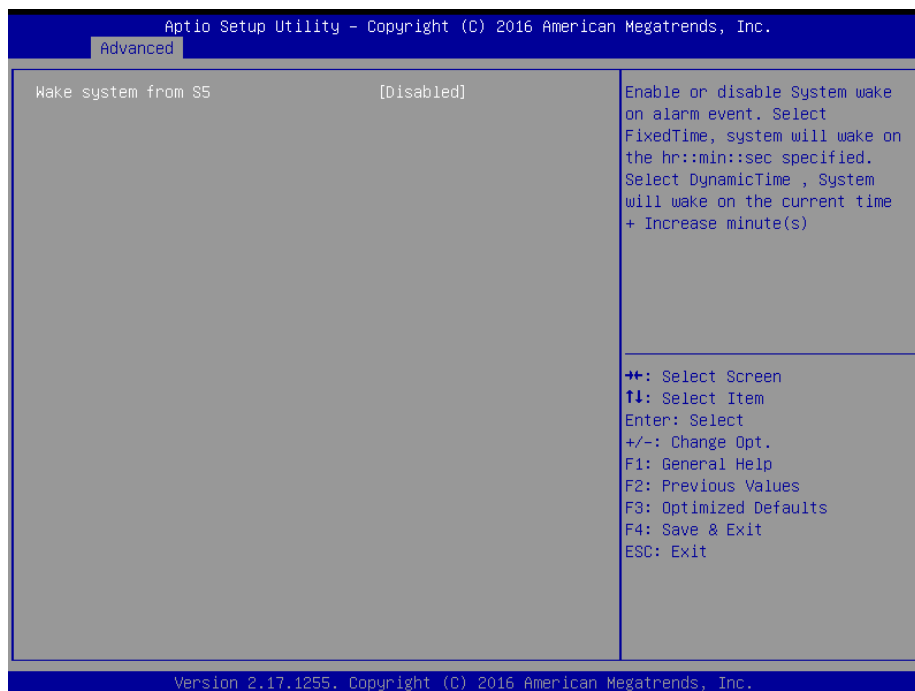 Aptio Setup Utility – Copyright (C) 2016 American Megatrends, Inc.
Advanced
Wake system from S5 [Disabled]
Enable or disable System wake
on alarm event. Select
FixedTime, system will wake on
the hr::min::sec specified.
Select DynamicTime , System
will wake on the current time
+ Increase minute(s)
→←: Select Screen
↑↓: Select Item
Enter: Select
+/-: Change Opt.
F1: General Help
F2: Previous Values
F3: Optimized Defaults
F4: Save & Exit
ESC: Exit
Version 2.17.1255. Copyright (C) 2016 American Megatrends, Inc.